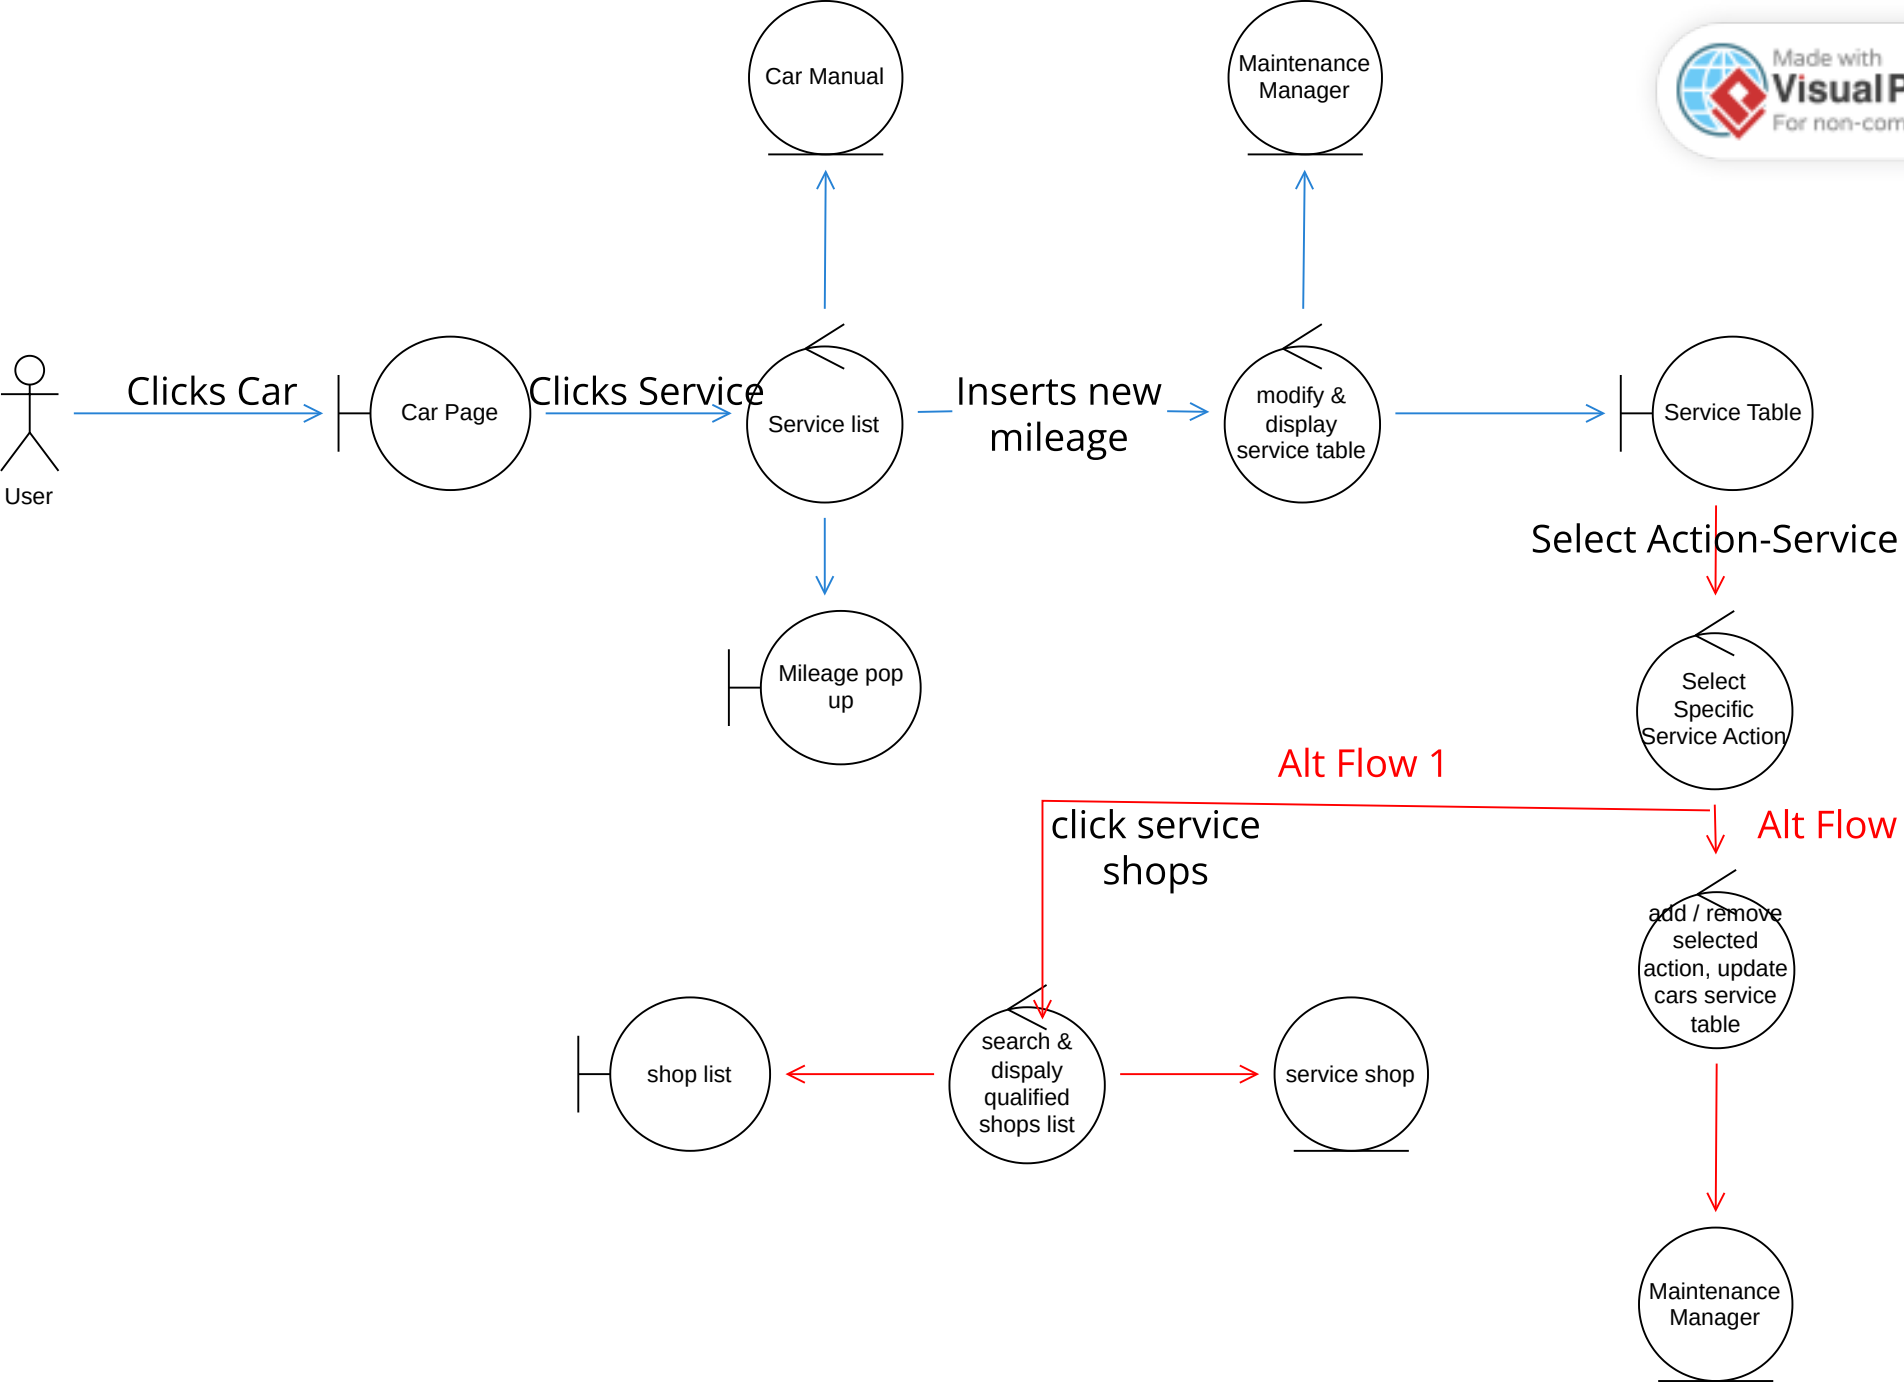 Car Manual
Maintenance
Manager
Made with
Visual P
For non-com
User
Clicks Car
Car Page
Clicks Service
Service list
Inserts new
mileage
modify &
display
service table
Service Table
Select Action-Service
Mileage pop
up
Select
Specific
Service Action
Alt Flow 1
click service
shops
Alt Flow
add / remove
selected
action, update
cars service
table
shop list
search &
dispaly
qualified
shops list
service shop
Maintenance
Manager